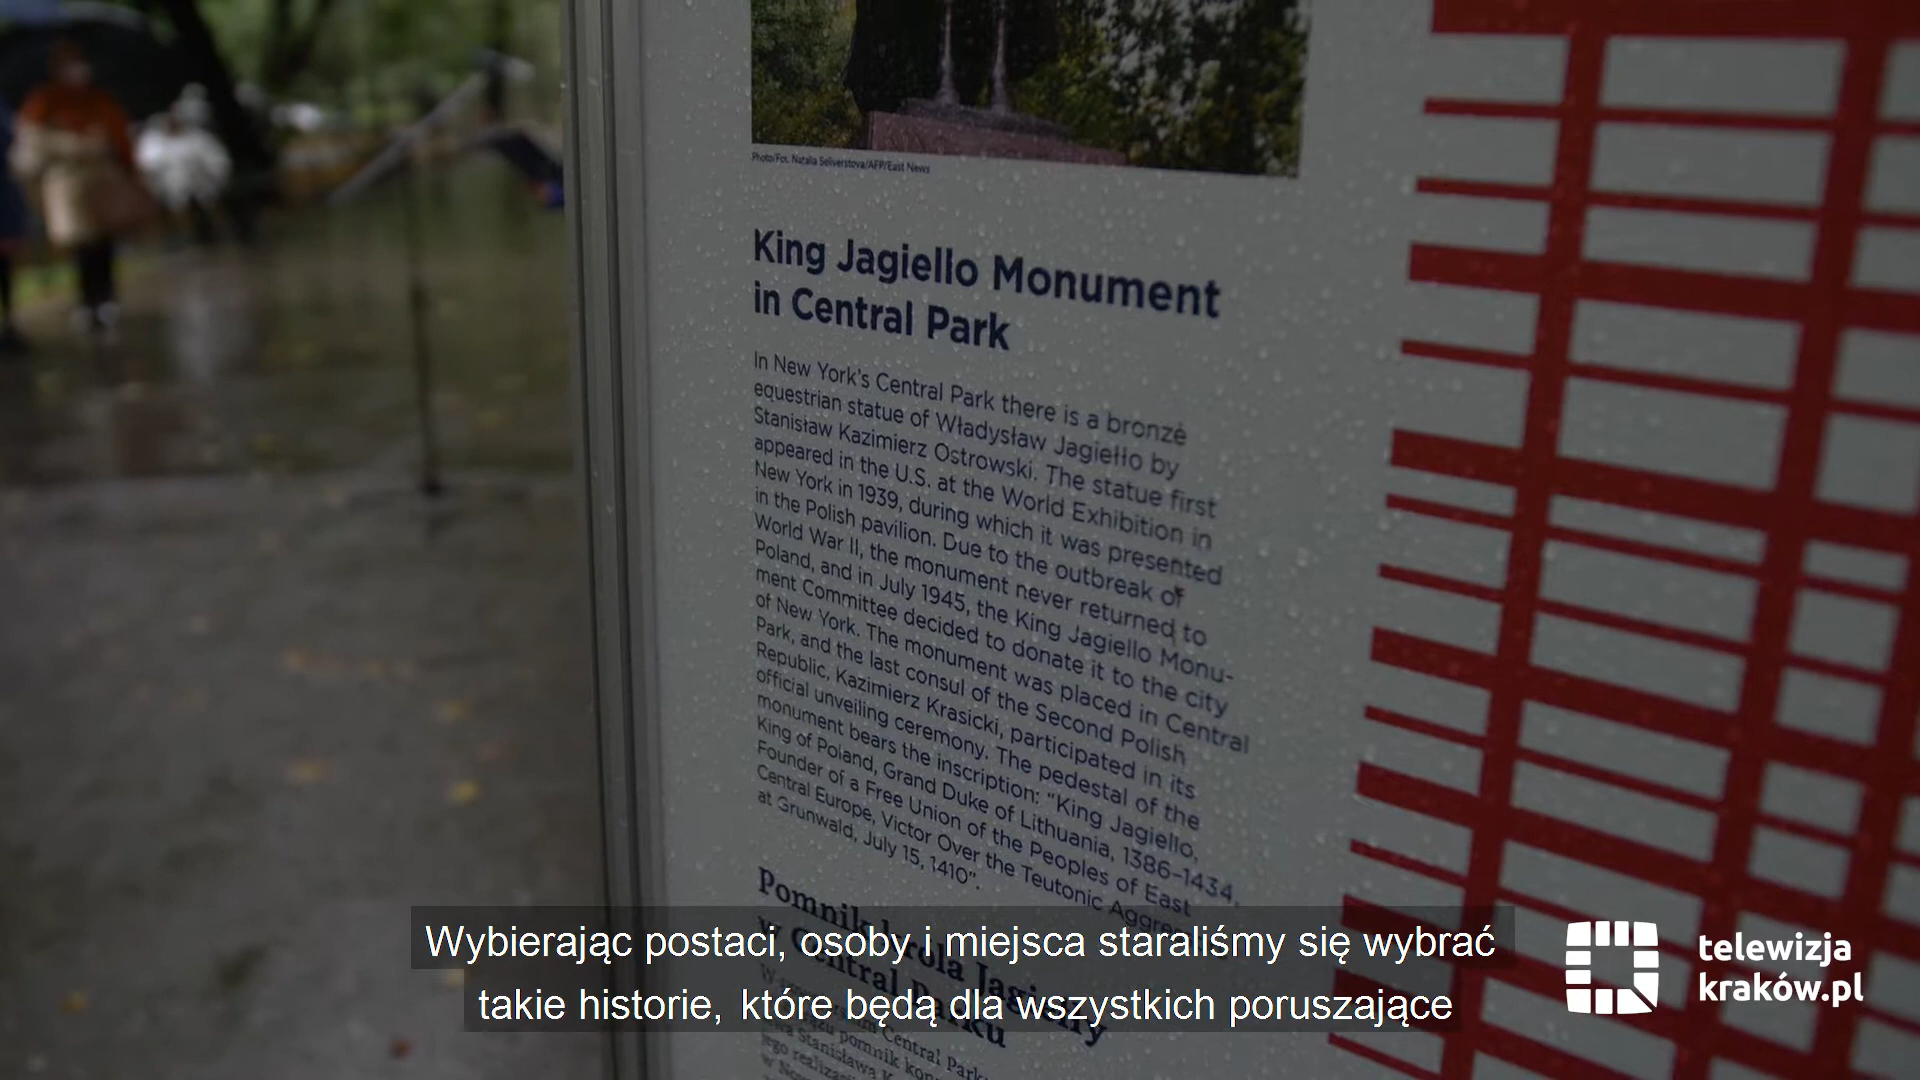 Photo/Fot. Natalia Seliverstova/AFP/East News
King Jagiello Monument
in Central Park
In New York's Central Park there is a bronze
equestrian statue of Władysław Jagiełło by
Stanisław Kazimierz Ostrowski. The statue first
appeared in the U.S. at the World Exhibition in
New York in 1939, during which it was presented
in the Polish pavilion. Due to the outbreak of
World War II, the monument never returned to
Poland, and in July 1945, the King Jagiello Monu-
ment Committee decided to donate it to the city
of New York. The monument was placed in Central
Park, and the last consul of the Second Polish
Republic, Kazimierz Krasicki, participated in its
official unveiling ceremony. The pedestal of the
monument bears the inscription: "King Jagiello,
King of Poland, Grand Duke of Lithuania, 1386–1434,
Founder of a Free Union of the Peoples of East
Central Europe, Victor Over the Teutonic
at Grunwald, July 15, 1410".
Pomnik króla Jagiełły
w Central Parku
Wybierając postaci, osoby i miejsca staraliśmy się wybrać
takie historie, które będą dla wszystkich poruszające
telewizja
kraków.pl